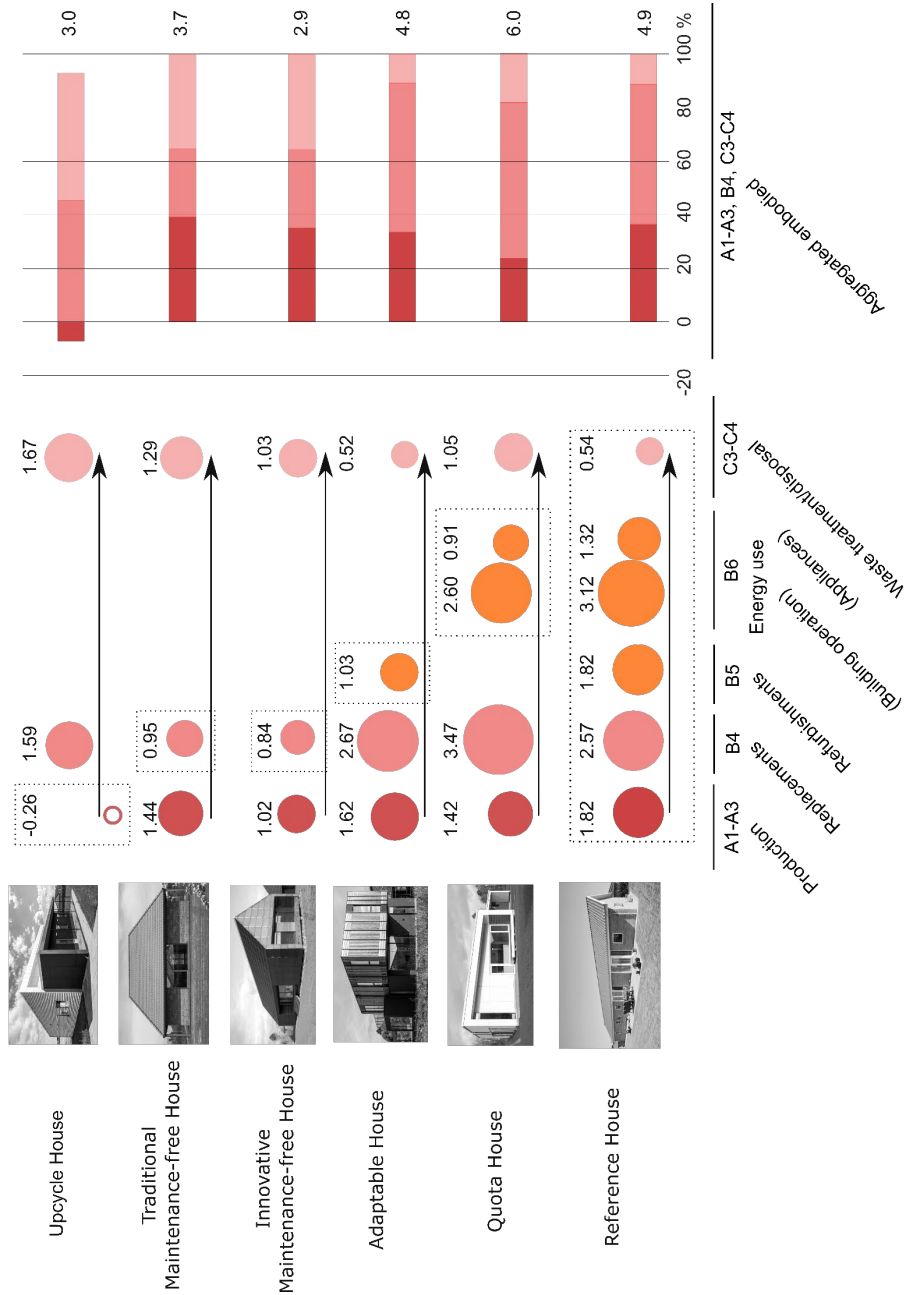 Upcycle House
-0.26
1.59
1.67
3.0
Traditional
Maintenance-free House
1.44
0.95
1.29
3.7
Innovative
Maintenance-free House
1.02
0.84
1.03
2.9
Adaptable House
1.62
2.67
1.03
0.52
4.8
Quota House
1.42
3.47
2.60
0.91
1.05
6.0
Reference House
1.82
2.57
1.82
3.12
1.32
0.54
4.9
-20
0
20
40
60
80
100 %
A1-A3
B4
B5
B6
C3-C4
A1-A3, B4, C3-C4
Production
Replacements
Refurbishments
Energy use
(Building operation)
(Appliances)
Waste treatment/disposal
Aggregated embodied